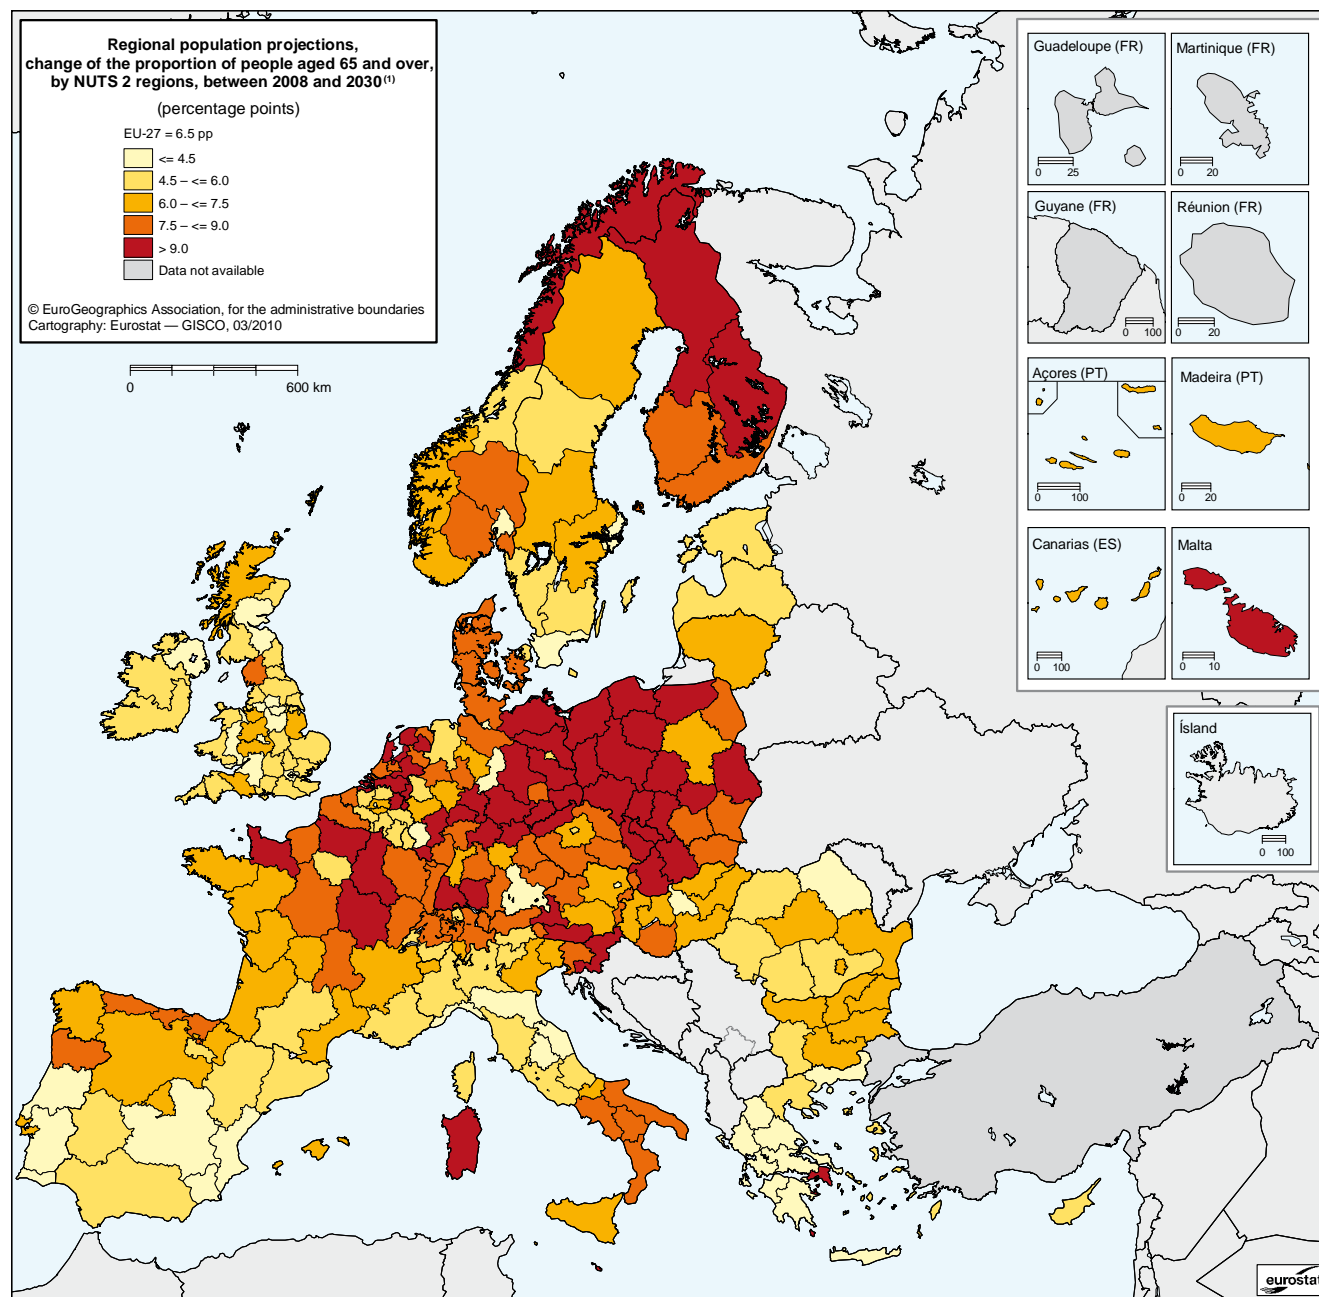 Regional population projections,
change of the proportion of people aged 65 and over,
by NUTS 2 regions, between 2008 and 2030 (1)
(percentage points)
EU-27 = 6.5 pp
<= 4.5
4.5 – <= 6.0
6.0 – <= 7.5
7.5 – <= 9.0
> 9.0
Data not available
© EuroGeographics Association, for the administrative boundaries
Cartography: Eurostat — GISCO, 03/2010
0 600 km
Guadeloupe (FR)
0 25
Martinique (FR)
0 20
Guyane (FR)
0 100
Réunion (FR)
0 20
Açores (PT)
0 100
Madeira (PT)
0 20
Canarias (ES)
0 100
Malta
0 10
Ísland
0 100
eurostat